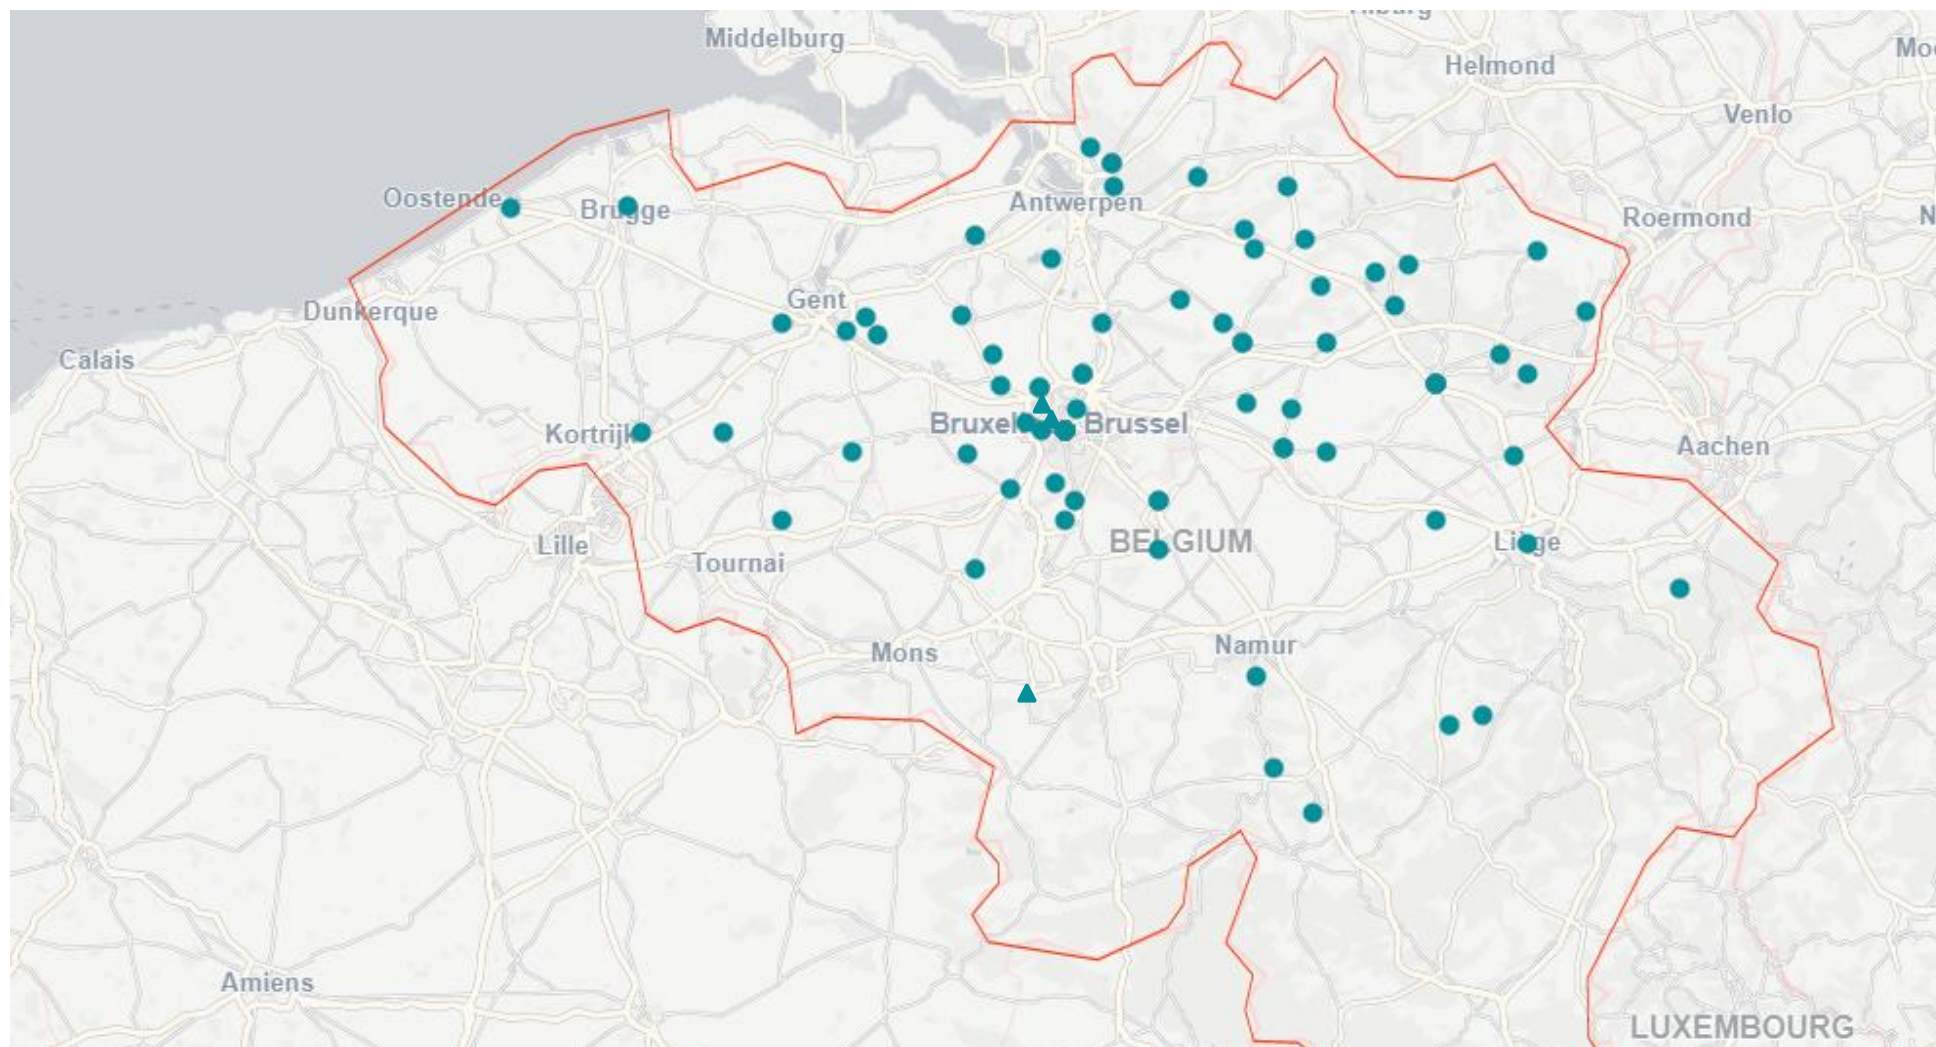 Middelburg
Helmond
Venlo
Oostende
Brugge
Antwerpen
Roermond
Gent
Dunkerque
Calais
Kortrijk
Brussel
Aachen
Lille
Tournai
BELGIUM
Liège
Mons
Namur
Amiens
LUXEMBOURG